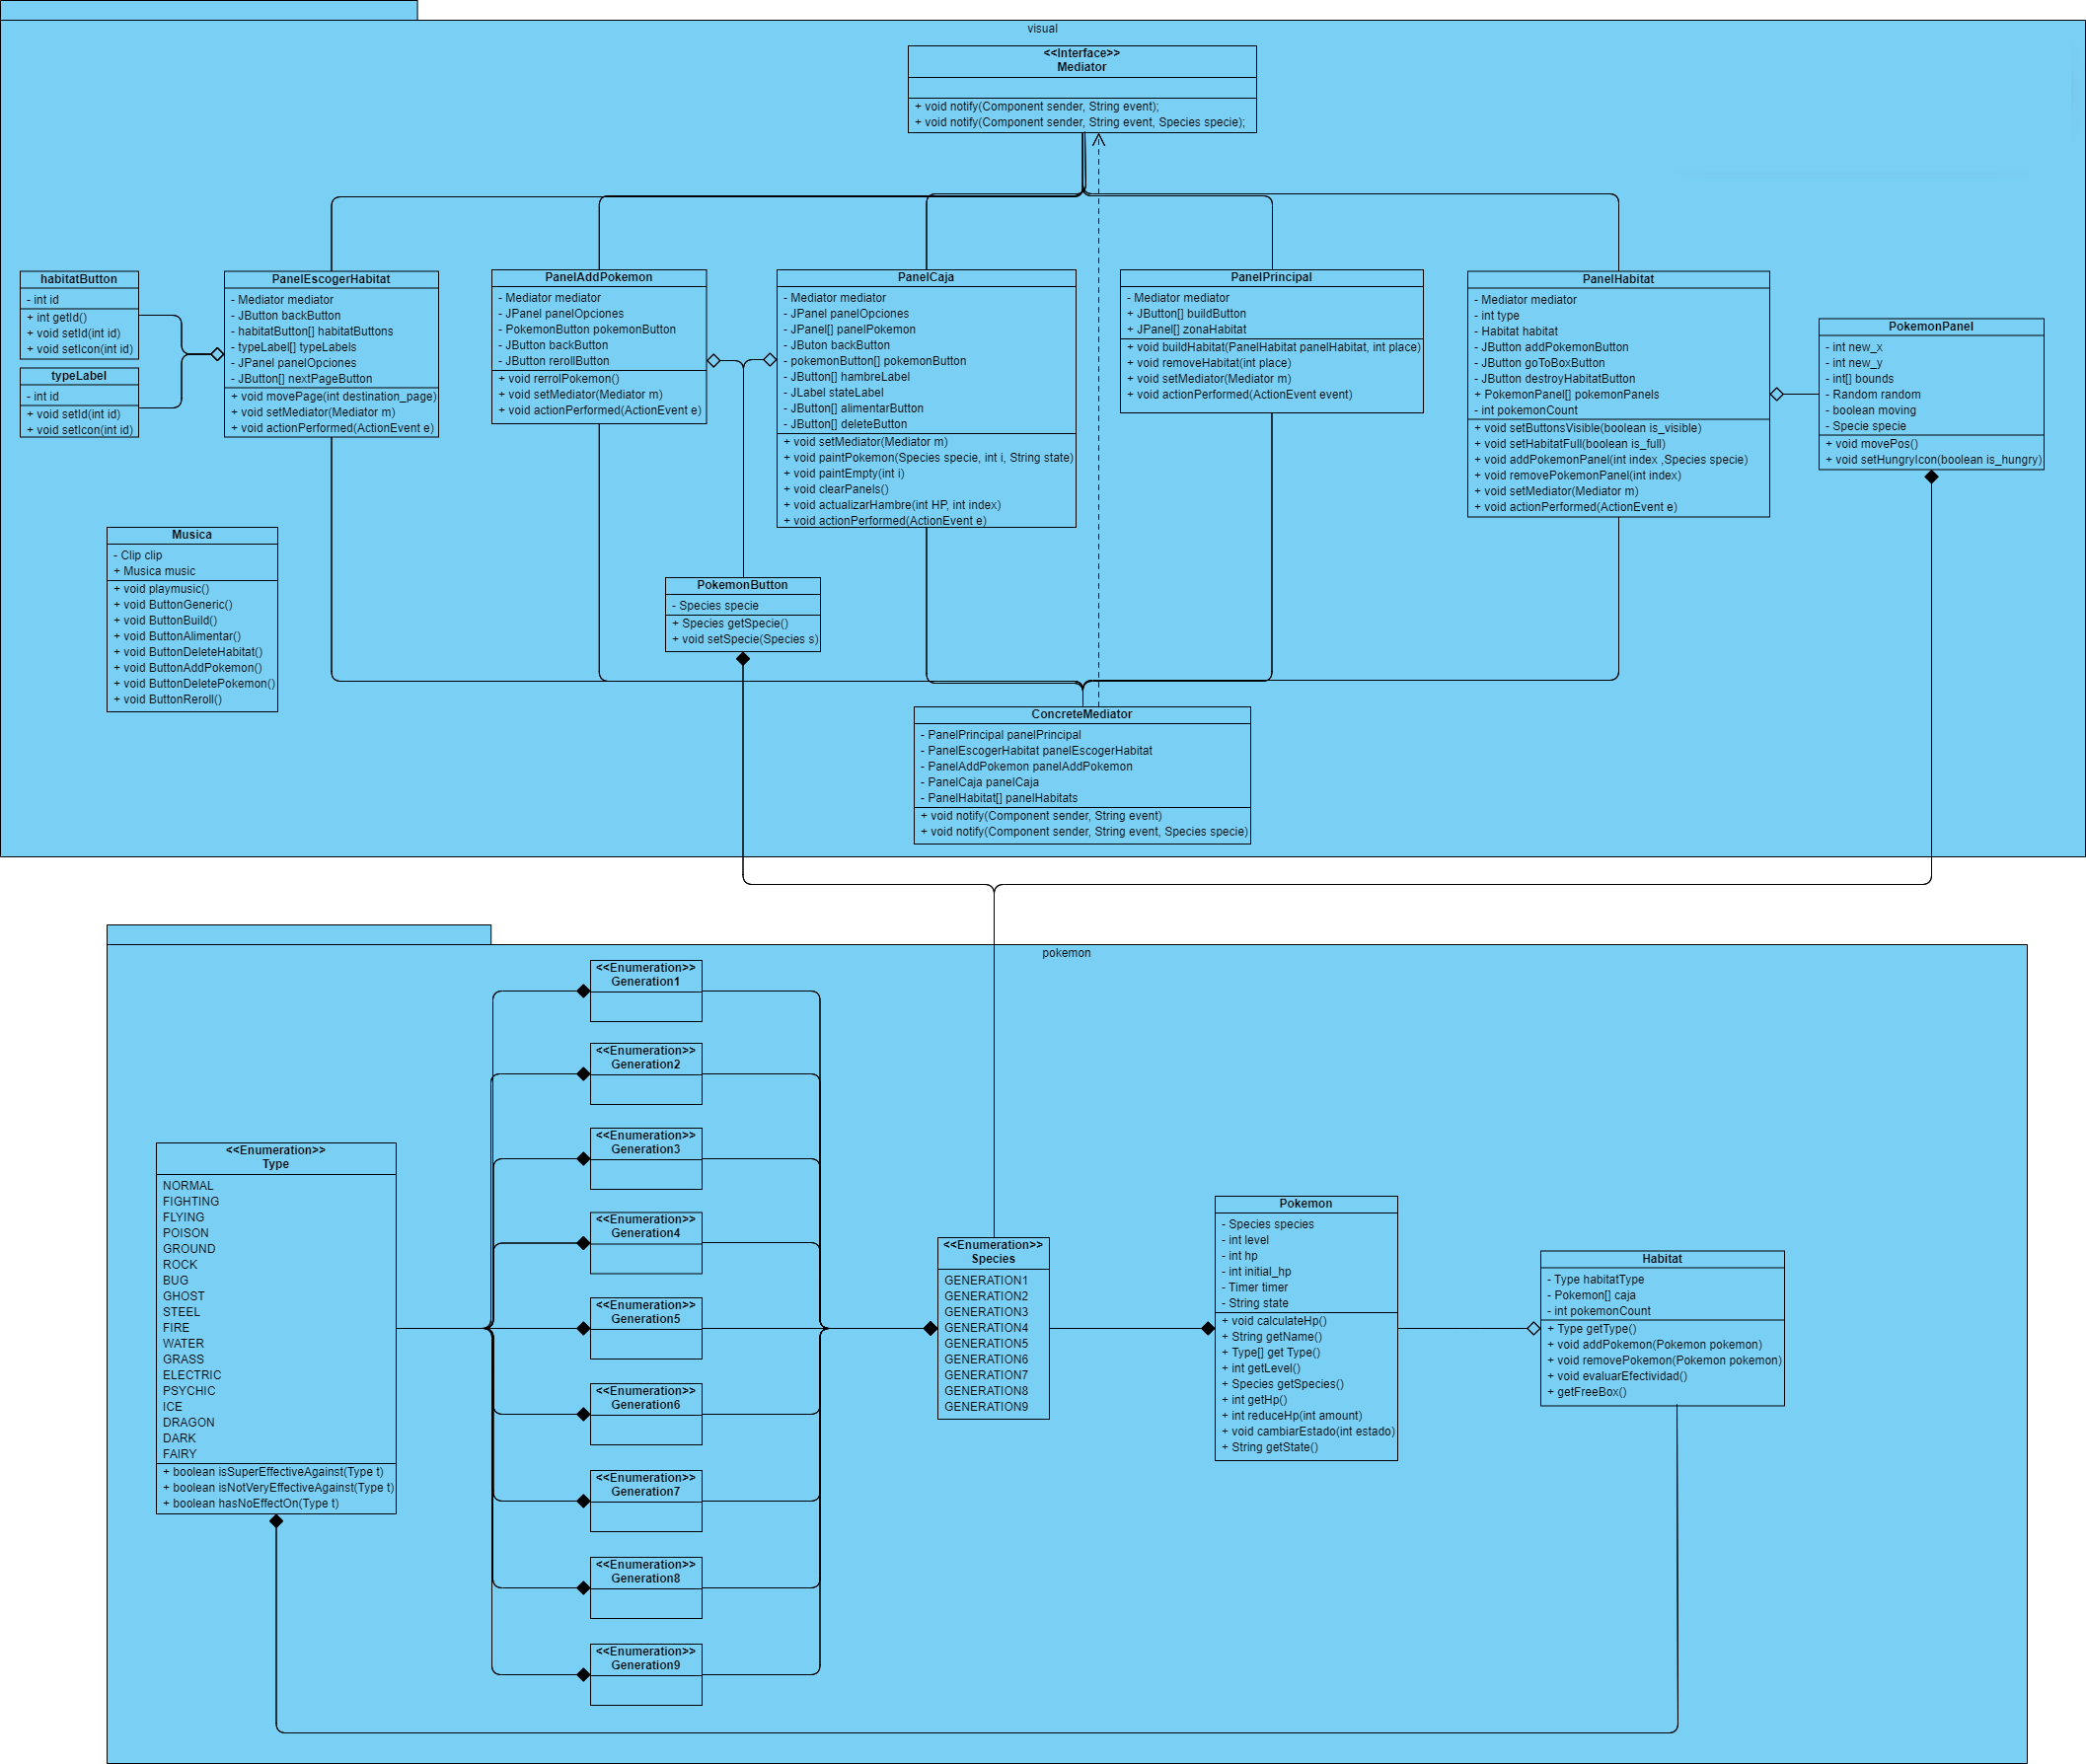 visual
<<Interface>>
Mediator
+ void notify(Component sender, String event);
+ void notify(Component sender, String event, Species specie);
habitatButton
- int id
+ int getId()
+ void setId(int id)
+ void setIcon(int id)
typeLabel
- int id
+ void setId(int id)
+ void setIcon(int id)
PanelEscogerHabitat
- Mediator mediator
- JButton backButton
- habitatButton[] habitatButtons
- typeLabel[] typeLabels
- JPanel panelOpciones
- JButton[] nextPageButton
+ void movePage(int destination_page)
+ void setMediator(Mediator m)
+ void actionPerformed(ActionEvent e)
PanelAddPokemon
- Mediator mediator
- JPanel panelOpciones
- PokemonButton pokemonButton
- JButton backButton
- JButton rerollButton
+ void rerrolPokemon()
+ void setMediator(Mediator m)
+ void actionPerformed(ActionEvent e)
PanelCaja
- Mediator mediator
- JPanel panelOpciones
- JPanel[] panelPokemon
- JButon backButton
- pokemonButton[] pokemonButton
- JButton[] hambreLabel
- JLabel stateLabel
- JButton[] alimentarButton
- JButton[] deleteButton
+ void setMediator(Mediator m)
+ void paintPokemon(Species specie, int i, String state)
+ void paintEmpty(int i)
+ void clearPanels()
+ void actualizarHambre(int HP, int index)
+ void actionPerformed(ActionEvent e)
PanelPrincipal
- Mediator mediator
+ JButton[] buildButton
+ JPanel[] zonaHabitat
+ void buildHabitat(PanelHabitat panelHabitat, int place)
+ void removeHabitat(int place)
+ void setMediator(Mediator m)
+ void actionPerformed(ActionEvent event)
PanelHabitat
- Mediator mediator
- int type
- Habitat habitat
- JButton addPokemonButton
- JButton goToBoxButton
- JButton destroyHabitatButton
+ PokemonPanel[] pokemonPanels
- int pokemonCount
+ void setButtonsVisible(boolean is_visible)
+ void setHabitatFull(boolean is_full)
+ void addPokemonPanel(int index ,Species specie)
+ void removePokemonPanel(int index)
+ void setMediator(Mediator m)
+ void actionPerformed(ActionEvent e)
PokemonPanel
- int new_x
- int new_y
- int[] bounds
- Random random
- boolean moving
- Specie specie
+ void movePos()
+ void setHungryIcon(boolean is_hungry)
Musica
- Clip clip
+ Musica music
+ void playmusic()
+ void ButtonGeneric()
+ void ButtonBuild()
+ void ButtonAlimentar()
+ void ButtonDeleteHabitat()
+ void ButtonAddPokemon()
+ void ButtonDeletePokemon()
+ void ButtonReroll()
PokemonButton
- Species specie
+ Species getSpecie()
+ void setSpecie(Species s)
ConcreteMediator
- PanelPrincipal panelPrincipal
- PanelEscogerHabitat panelEscogerHabitat
- PanelAddPokemon panelAddPokemon
- PanelCaja panelCaja
- PanelHabitat[] panelHabitats
+ void notify(Component sender, String event)
+ void notify(Component sender, String event, Species specie)
pokemon
<<Enumeration>>
Type
NORMAL
FIGHTING
FLYING
POISON
GROUND
ROCK
BUG
GHOST
STEEL
FIRE
WATER
GRASS
ELECTRIC
PSYCHIC
ICE
DRAGON
DARK
FAIRY
+ boolean isSuperEffectiveAgainst(Type t)
+ boolean isNotVeryEffectiveAgainst(Type t)
+ boolean hasNoEffectOn(Type t)
<<Enumeration>>
Generation1
<<Enumeration>>
Generation2
<<Enumeration>>
Generation3
<<Enumeration>>
Generation4
<<Enumeration>>
Generation5
<<Enumeration>>
Generation6
<<Enumeration>>
Generation7
<<Enumeration>>
Generation8
<<Enumeration>>
Generation9
<<Enumeration>>
Species
GENERATION1
GENERATION2
GENERATION3
GENERATION4
GENERATION5
GENERATION6
GENERATION7
GENERATION8
GENERATION9
Pokemon
- Species species
- int level
- int hp
- int initial_hp
- Timer timer
- String state
+ void calculateHp()
+ String getName()
+ Type[] get Type()
+ int getLevel()
+ Species getSpecies()
+ int getHp()
+ int reduceHp(int amount)
+ void cambiarEstado(int estado)
+ String getState()
Habitat
- Type habitatType
- Pokemon[] caja
- int pokemonCount
+ Type getType()
+ void addPokemon(Pokemon pokemon)
+ void removePokemon(Pokemon pokemon)
+ void evaluarEfectividad()
+ getFreeBox()